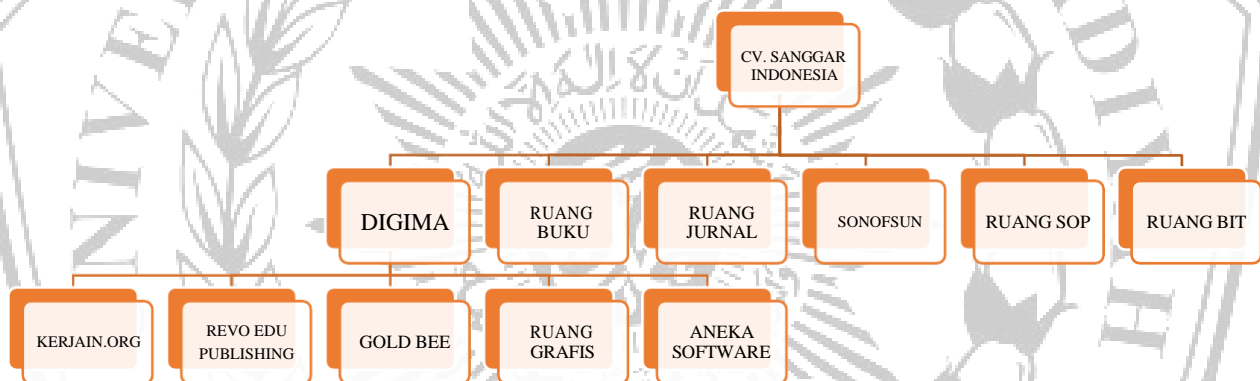 CV. SANGGAR
INDONESIA
DIGIMA
RUANG
BUKU
RUANG
JURNAL
SONOFSUN
RUANG SOP
RUANG BIT
KERJAIN.ORG
REVO EDU
PUBLISHING
GOLD BEE
RUANG
GRAFIS
ANEKA
SOFTWARE